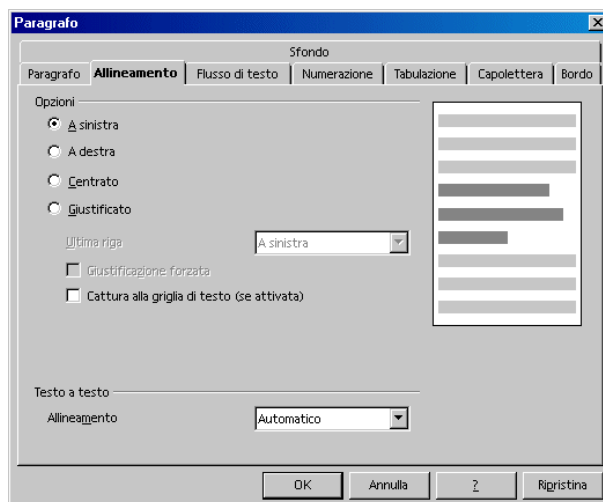 Paragrafo
Sfondo
Paragrafo Allineamento Flusso di testo Numerazione Tabulazione Capolettera Bordo
Opzioni
A sinistra
A destra
Centrato
Giustificato
Ultima riga A sinistra
Giustificazione forzata
Cattura alla griglia di testo (se attivata)
Testo a testo
Allineamento Automatico
OK Annulla ? Ripristina